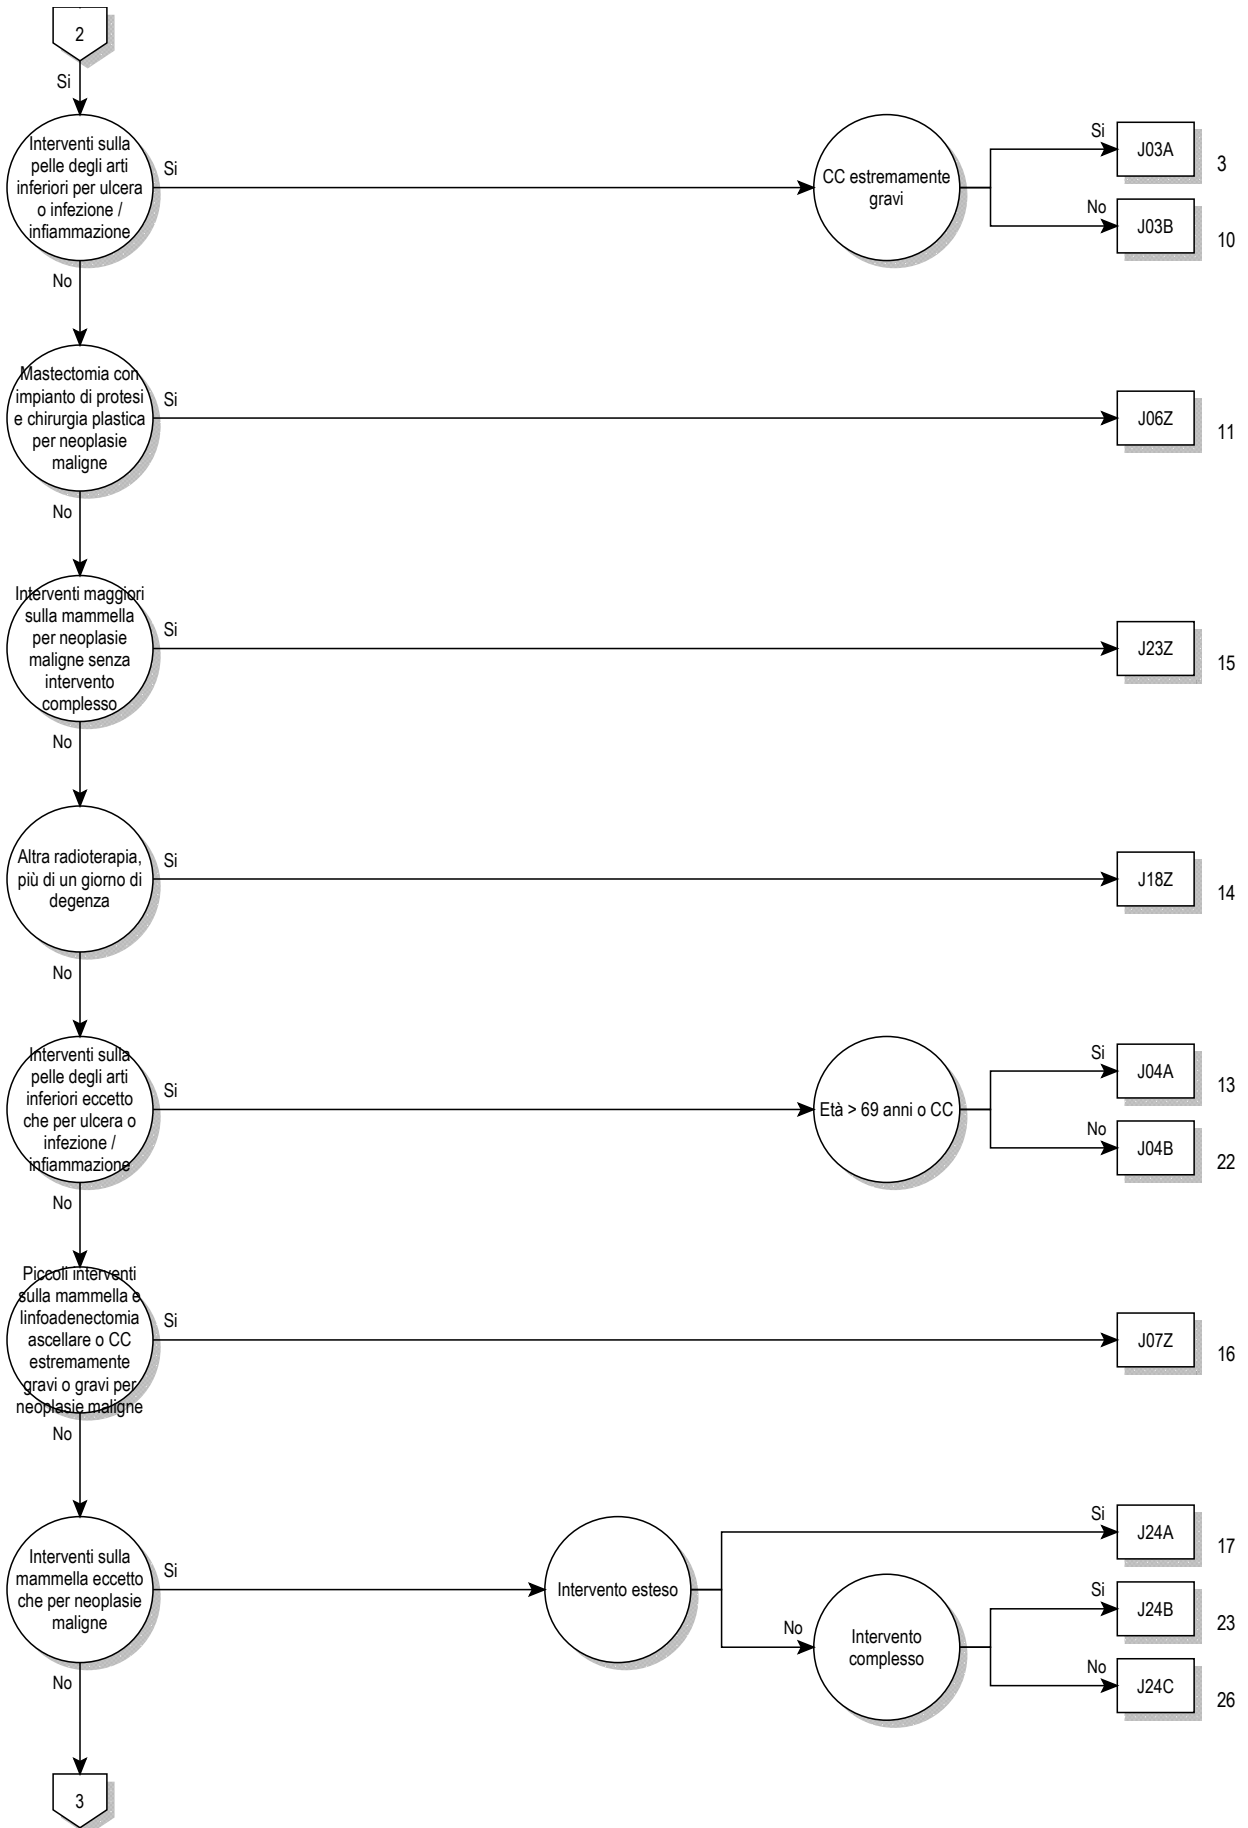 2
Si
Interventi sulla
pelle degli arti
inferiori per ulcera
o infezione /
infiammazione
Si
CC estremamente
gravi
Si
J03A
3
No
J03B
10
No
Mastectomia con
impianto di protesi
e chirurgia plastica
per neoplasie
maligne
Si
J06Z
11
No
Interventi maggiori
sulla mammella
per neoplasie
maligne senza
intervento
complesso
Si
J23Z
15
No
Altra radioterapia,
più di un giorno di
degenza
Si
J18Z
14
No
Interventi sulla
pelle degli arti
inferiori eccetto
che per ulcera o
infezione /
infiammazione
Si
Età > 69 anni o CC
Si
J04A
13
No
J04B
22
No
Piccoli interventi
sulla mammella e
linfoadenectomia
ascellare o CC
estremamente
gravi o gravi per
neoplasie maligne
Si
J07Z
16
No
Interventi sulla
mammella eccetto
che per neoplasie
maligne
Si
Intervento esteso
Si
J24A
17
No
Intervento
complesso
Si
J24B
23
No
J24C
26
No
3